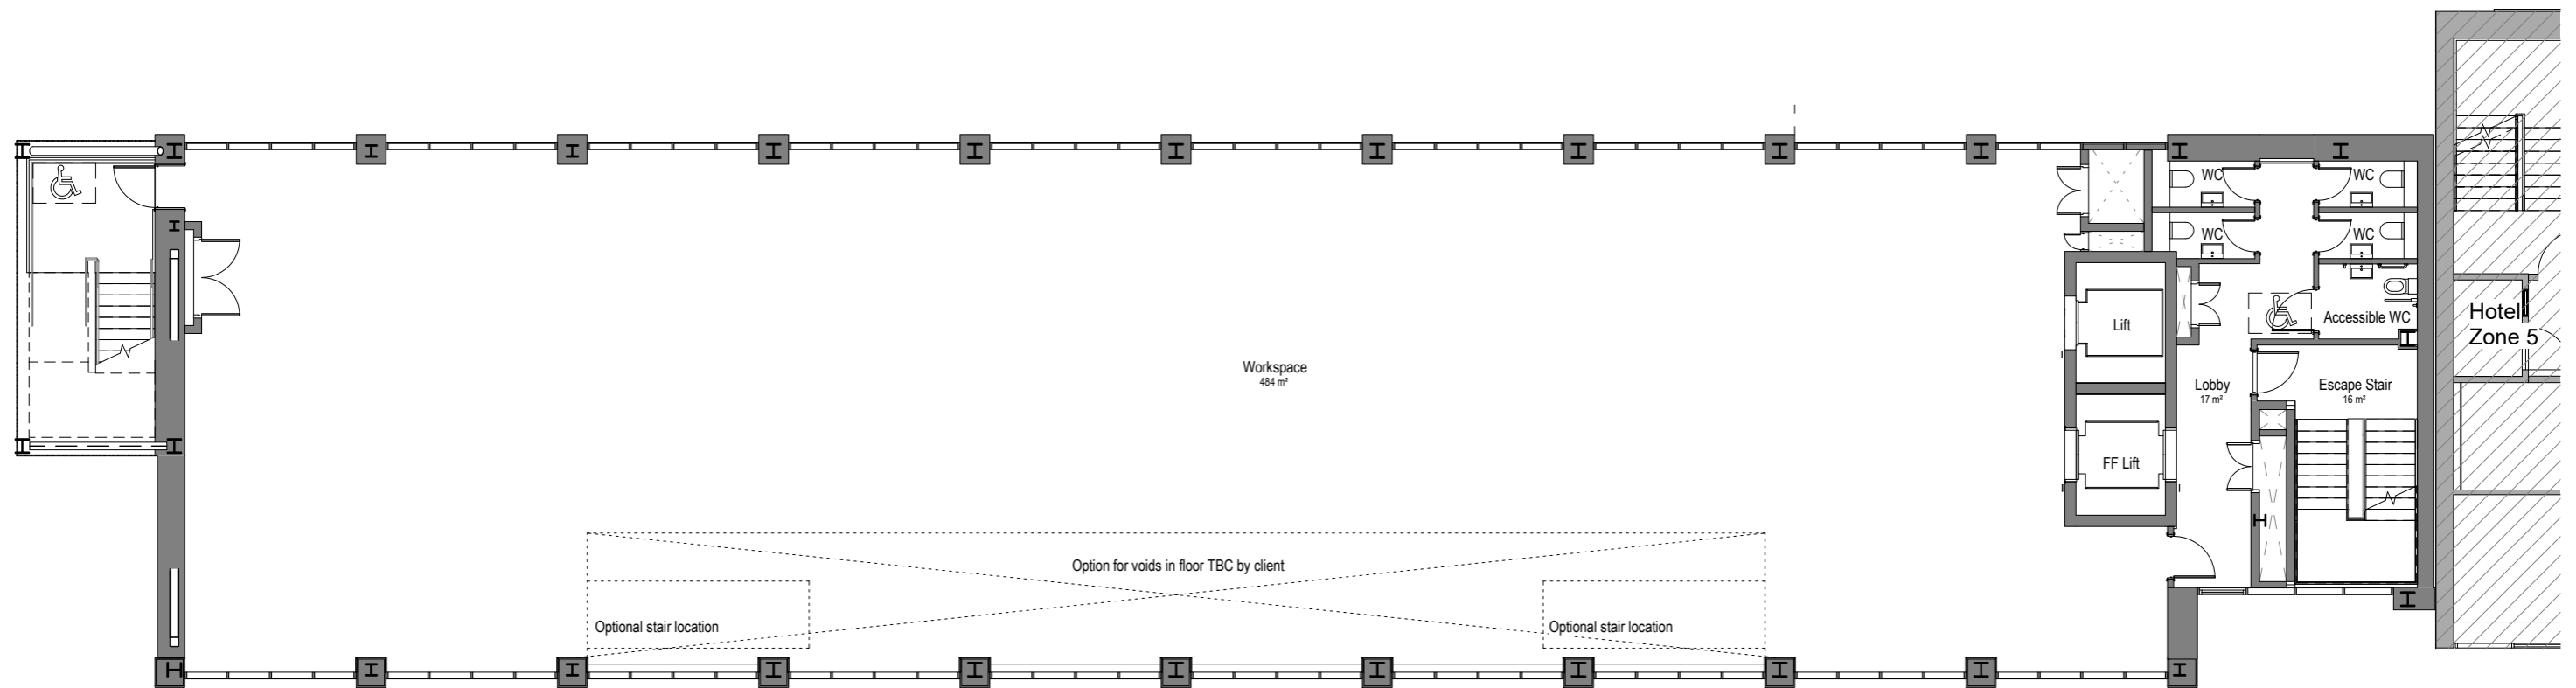 WC
WC
WC
WC
Hotel
Zone 5
Accessible WC
Lift
Workspace
484 m²
Lobby
17 m²
Escape Stair
16 m²
FF Lift
Option for voids in floor TBC by client
Optional stair location
Optional stair location